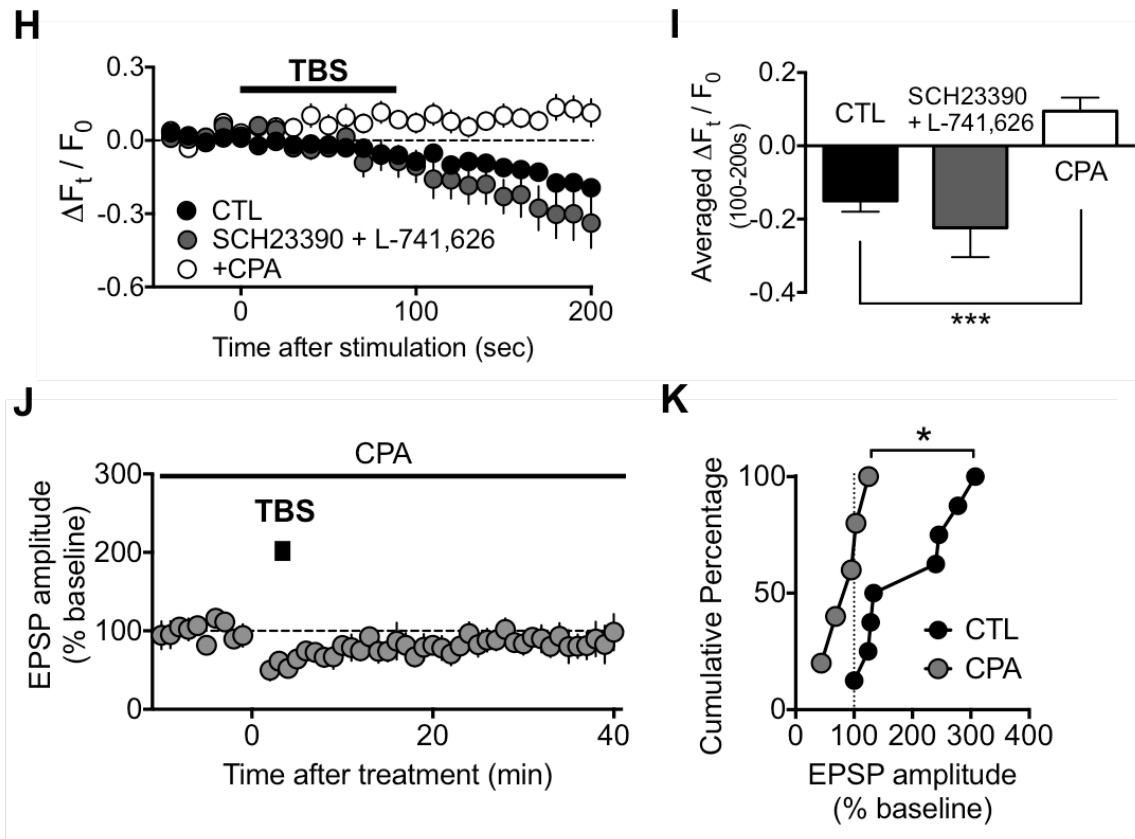 H
0.3
0.0
-0.3
-0.6
ΔFt / F0
TBS
CTL
SCH23390 + L-741,626
+CPA
0
100
200
Time after stimulation (sec)
I
0.2
0.0
-0.2
-0.4
Averaged ΔFt / F0
(100-200s)
CTL
SCH23390
+ L-741,626
CPA
***
J
CPA
300
200
100
0
EPSP amplitude
(% baseline)
TBS
0
20
40
Time after treatment (min)
K
*
100
50
0
Cumulative Percentage
CTL
CPA
0
100
200
300
400
EPSP amplitude
(% baseline)